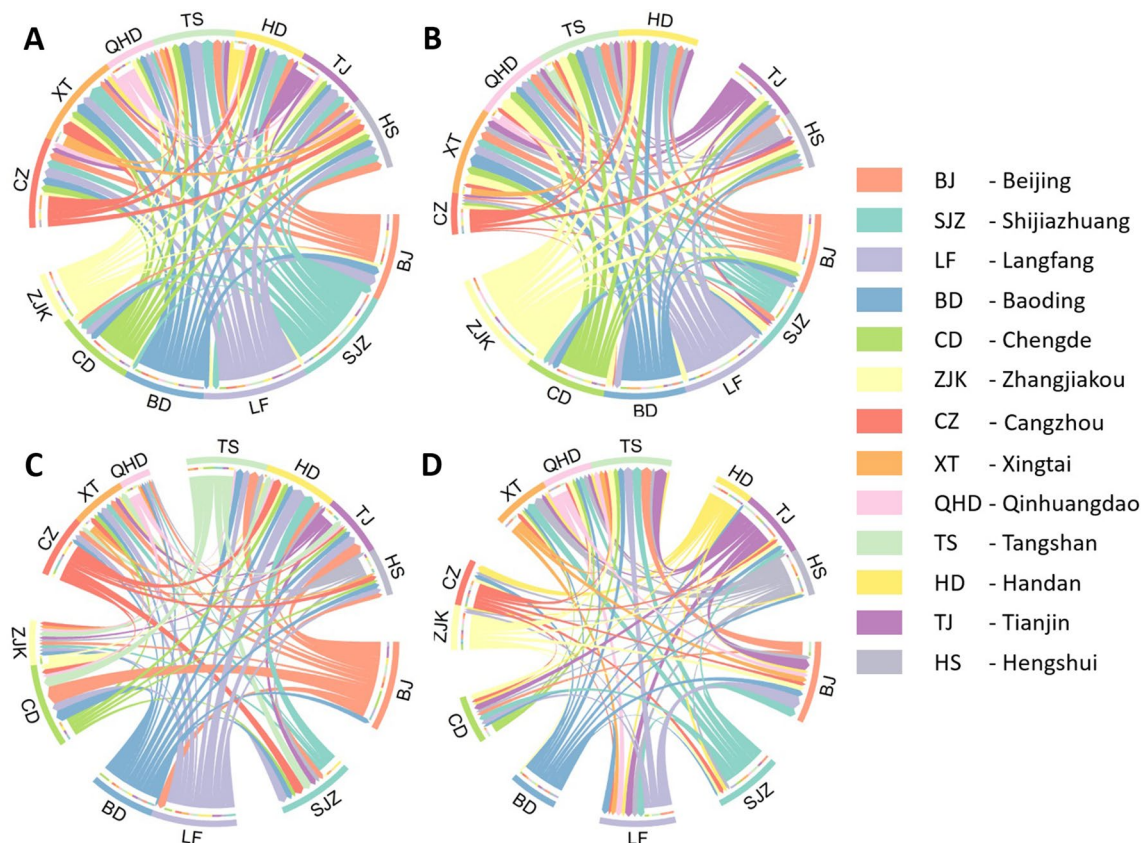 A
TS
HD
TJ
HS
BJ
SJZ
LF
BD
CD
ZJK
CZ
XT
QHD
B
TS
HD
TJ
HS
BJ
SJZ
LF
BD
CD
ZJK
CZ
XT
QHD
C
TS
HD
TJ
HS
BJ
SJZ
LF
BD
CD
ZJK
CZ
XT
QHD
D
TS
HD
TJ
HS
BJ
SJZ
LF
BD
CD
ZJK
CZ
XT
QHD
BJ - Beijing
SJZ - Shijiazhuang
LF - Langfang
BD - Baoding
CD - Chengde
ZJK - Zhangjiakou
CZ - Cangzhou
XT - Xingtai
QHD - Qinhuangdao
TS - Tangshan
HD - Handan
TJ - Tianjin
HS - Hengshui